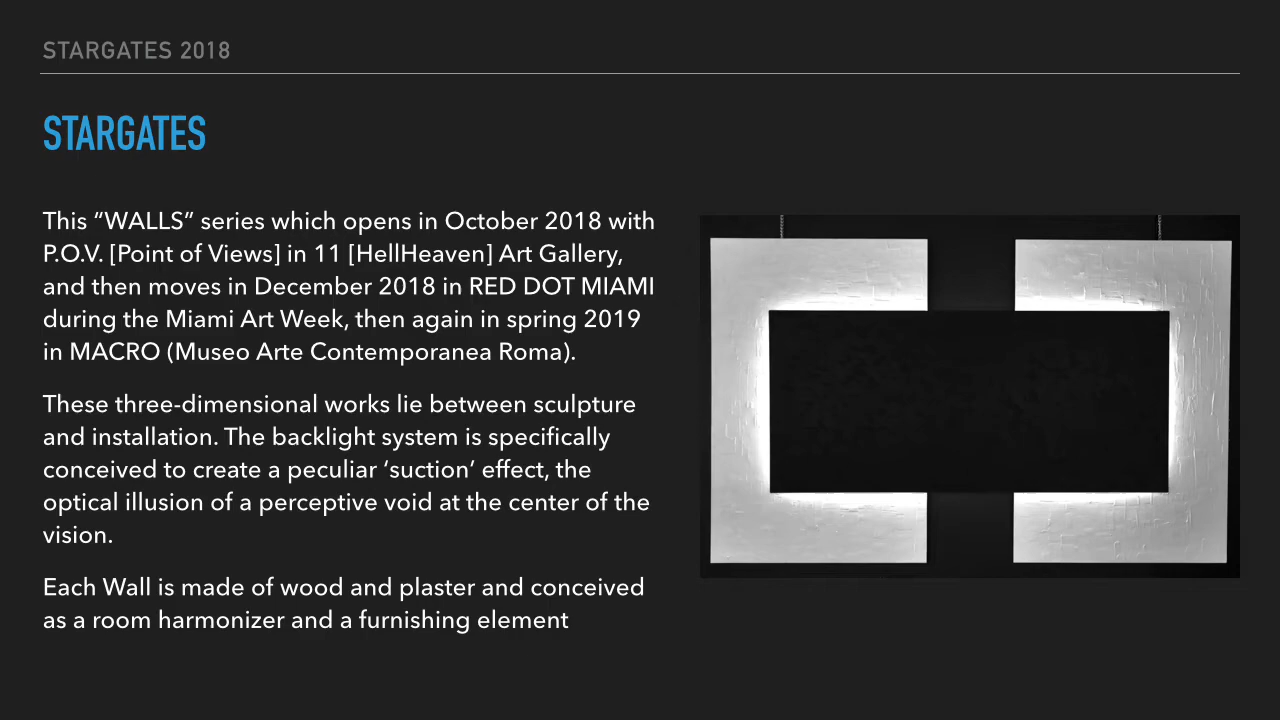 STARGATES 2018
STARGATES
This “WALLS” series which opens in October 2018 with
P.O.V. [Point of Views] in 11 [HellHeaven] Art Gallery,
and then moves in December 2018 in RED DOT MIAMI
during the Miami Art Week, then again in spring 2019
in MACRO (Museo Arte Contemporanea Roma).
These three-dimensional works lie between sculpture
and installation. The backlight system is specifically
conceived to create a peculiar ‘suction’ effect, the
optical illusion of a perceptive void at the center of the
vision.
Each Wall is made of wood and plaster and conceived
as a room harmonizer and a furnishing element